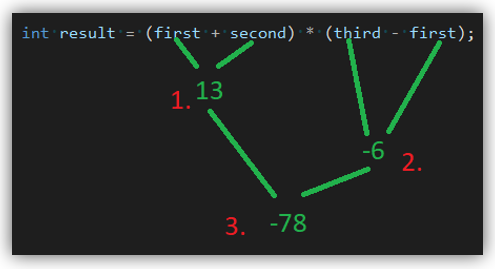 int result = (first + second) * (third - first);
1. 13
-6 2.
3. -78